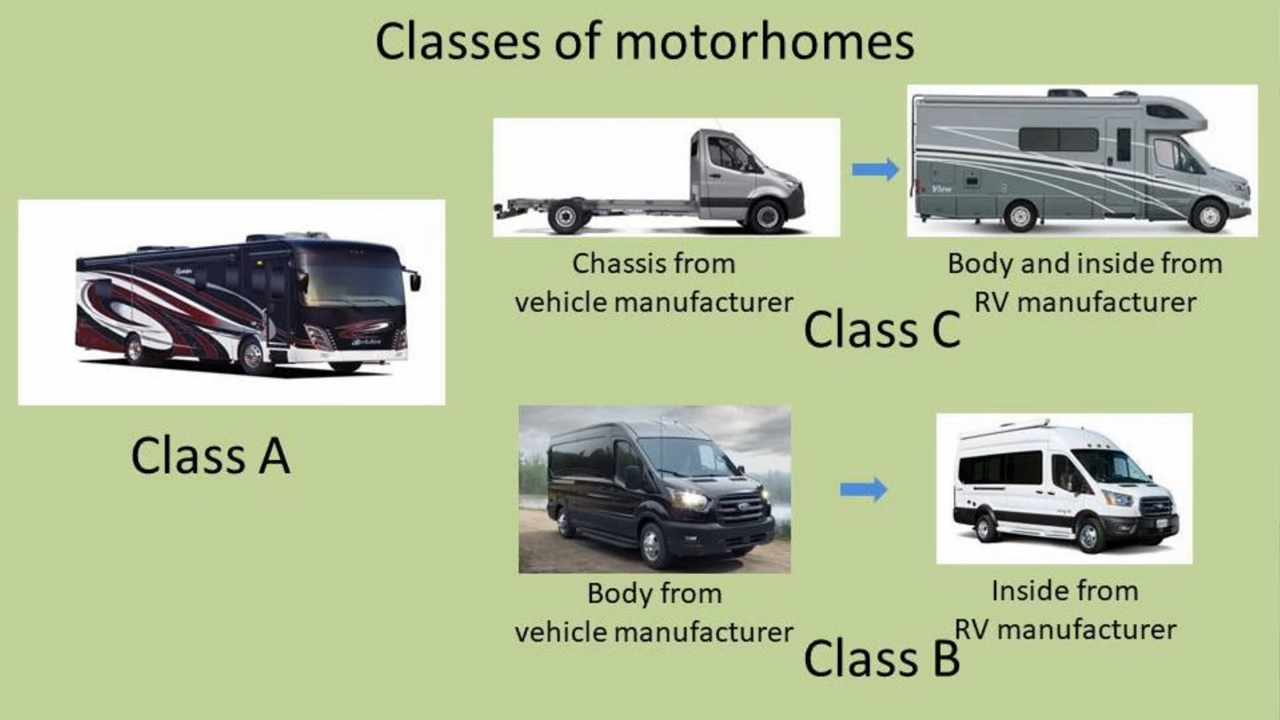 Classes of motorhomes
Chassis from
vehicle manufacturer
Body and inside from
RV manufacturer
Class C
View
Class A
Body from
vehicle manufacturer
Inside from
RV manufacturer
Class B